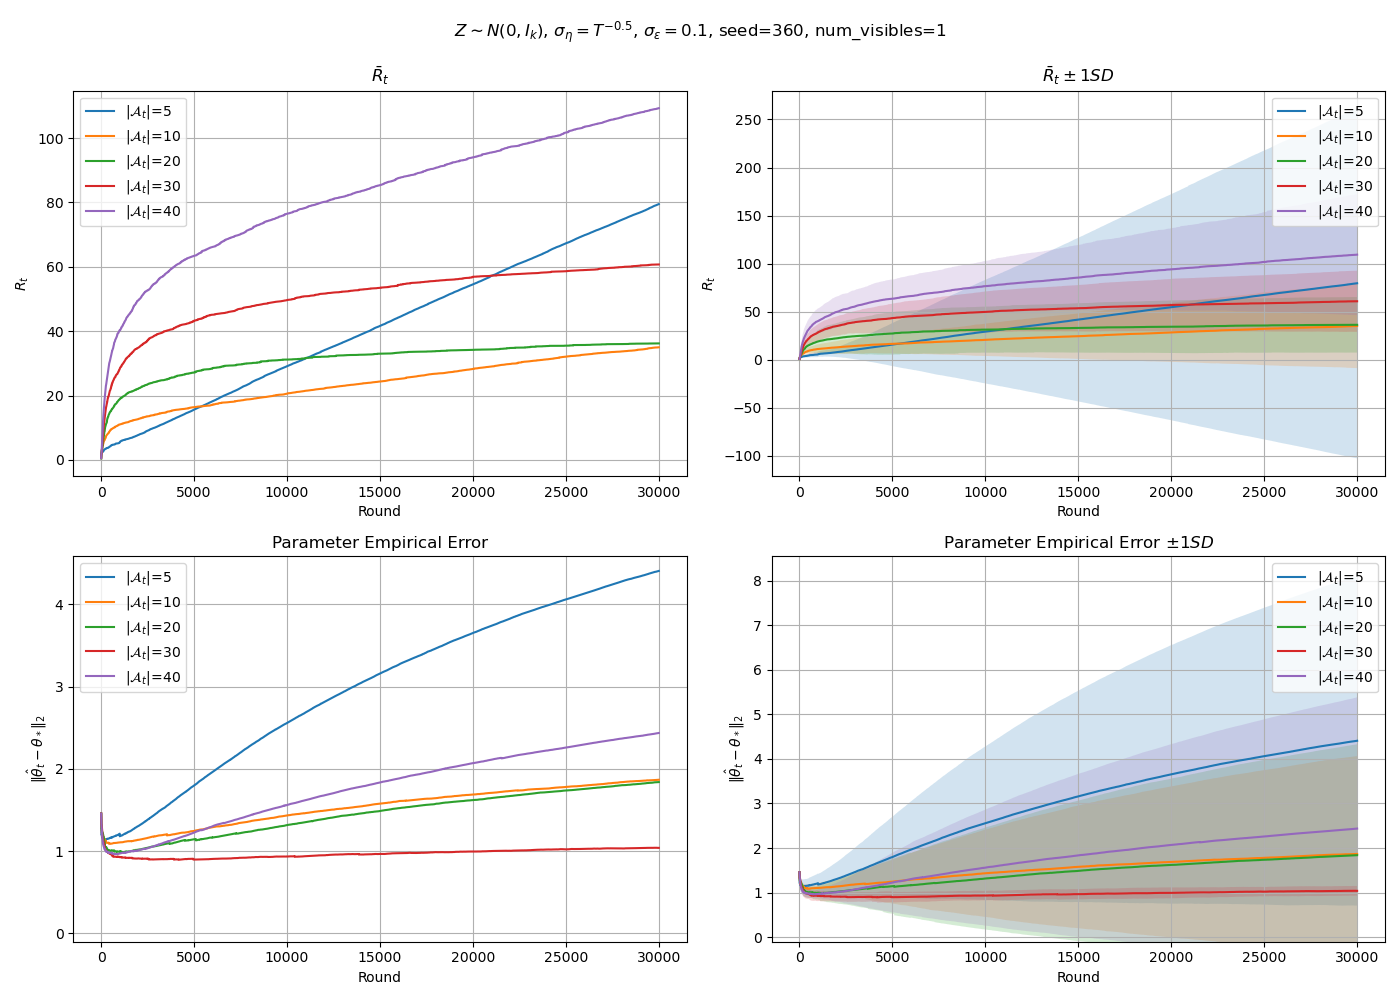 Z ∼ N(0, I_k), σ_η = T^{−0.5}, σ_ε = 0.1, seed=360, num_visibles=1
R̄_t
|𝒜_t|=5
|𝒜_t|=10
|𝒜_t|=20
|𝒜_t|=30
|𝒜_t|=40
R_t
100
80
60
40
20
0
0 5000 10000 15000 20000 25000 30000
Round
R̄_t ± 1SD
|𝒜_t|=5
|𝒜_t|=10
|𝒜_t|=20
|𝒜_t|=30
|𝒜_t|=40
R_t
250
200
150
100
50
0
−50
−100
0 5000 10000 15000 20000 25000 30000
Round
Parameter Empirical Error
|𝒜_t|=5
|𝒜_t|=10
|𝒜_t|=20
|𝒜_t|=30
|𝒜_t|=40
‖θ̂_t − θ_*‖_2
4
3
2
1
0
0 5000 10000 15000 20000 25000 30000
Round
Parameter Empirical Error ±1SD
|𝒜_t|=5
|𝒜_t|=10
|𝒜_t|=20
|𝒜_t|=30
|𝒜_t|=40
‖θ̂_t − θ_*‖_2
8
7
6
5
4
3
2
1
0
0 5000 10000 15000 20000 25000 30000
Round